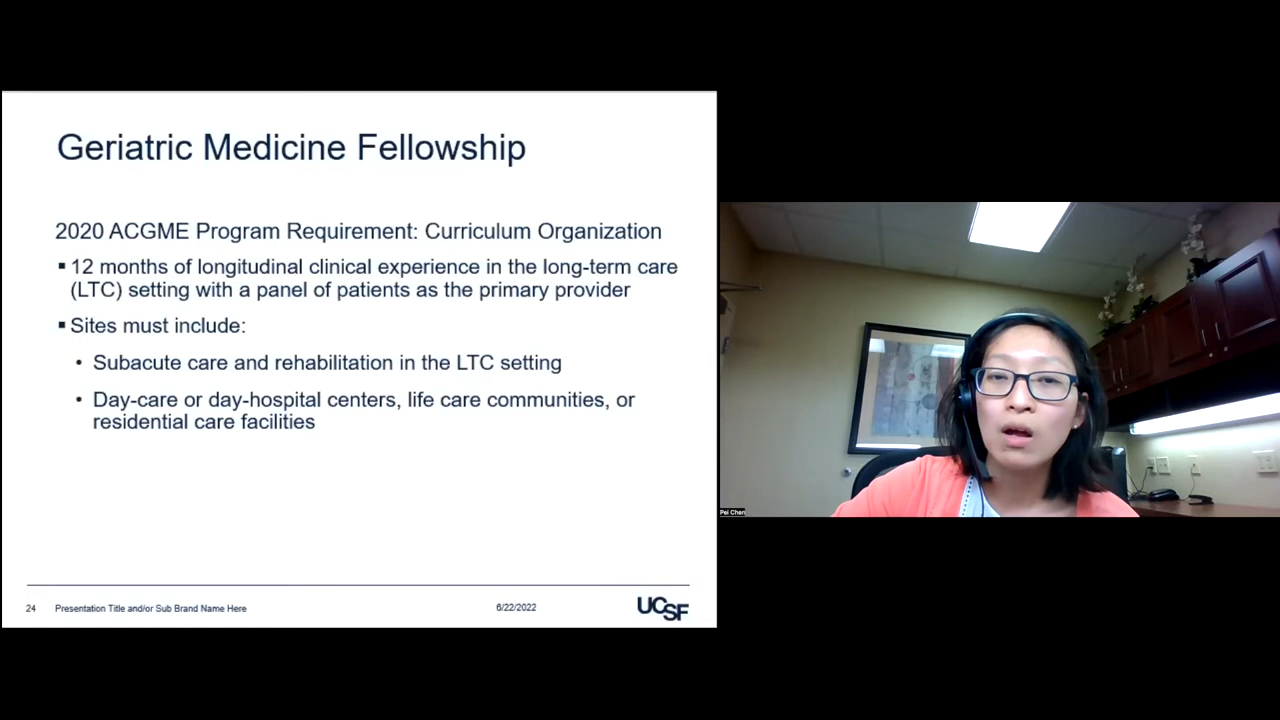 Geriatric Medicine Fellowship
2020 ACGME Program Requirement: Curriculum Organization
▪ 12 months of longitudinal clinical experience in the long-term care
(LTC) setting with a panel of patients as the primary provider
▪ Sites must include:
• Subacute care and rehabilitation in the LTC setting
• Day-care or day-hospital centers, life care communities, or
residential care facilities
24 Presentation Title and/or Sub Brand Name Here 6/22/2022 UCSF
Pei Chen